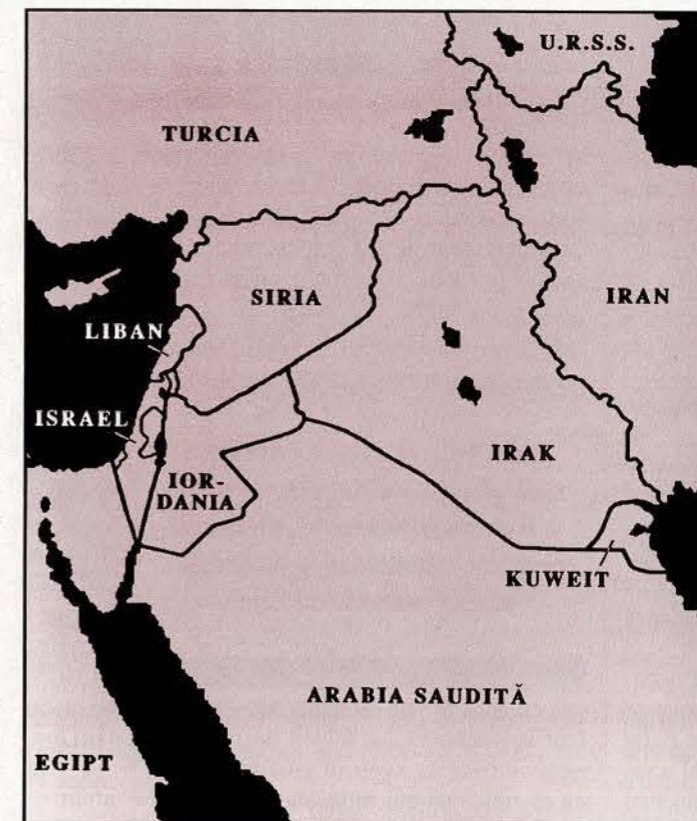 U.R.S.S.
TURCIA
SIRIA
IRAN
LIBAN
ISRAEL
IRAK
IOR-
DANIA
KUWEIT
ARABIA SAUDITĂ
EGIPT